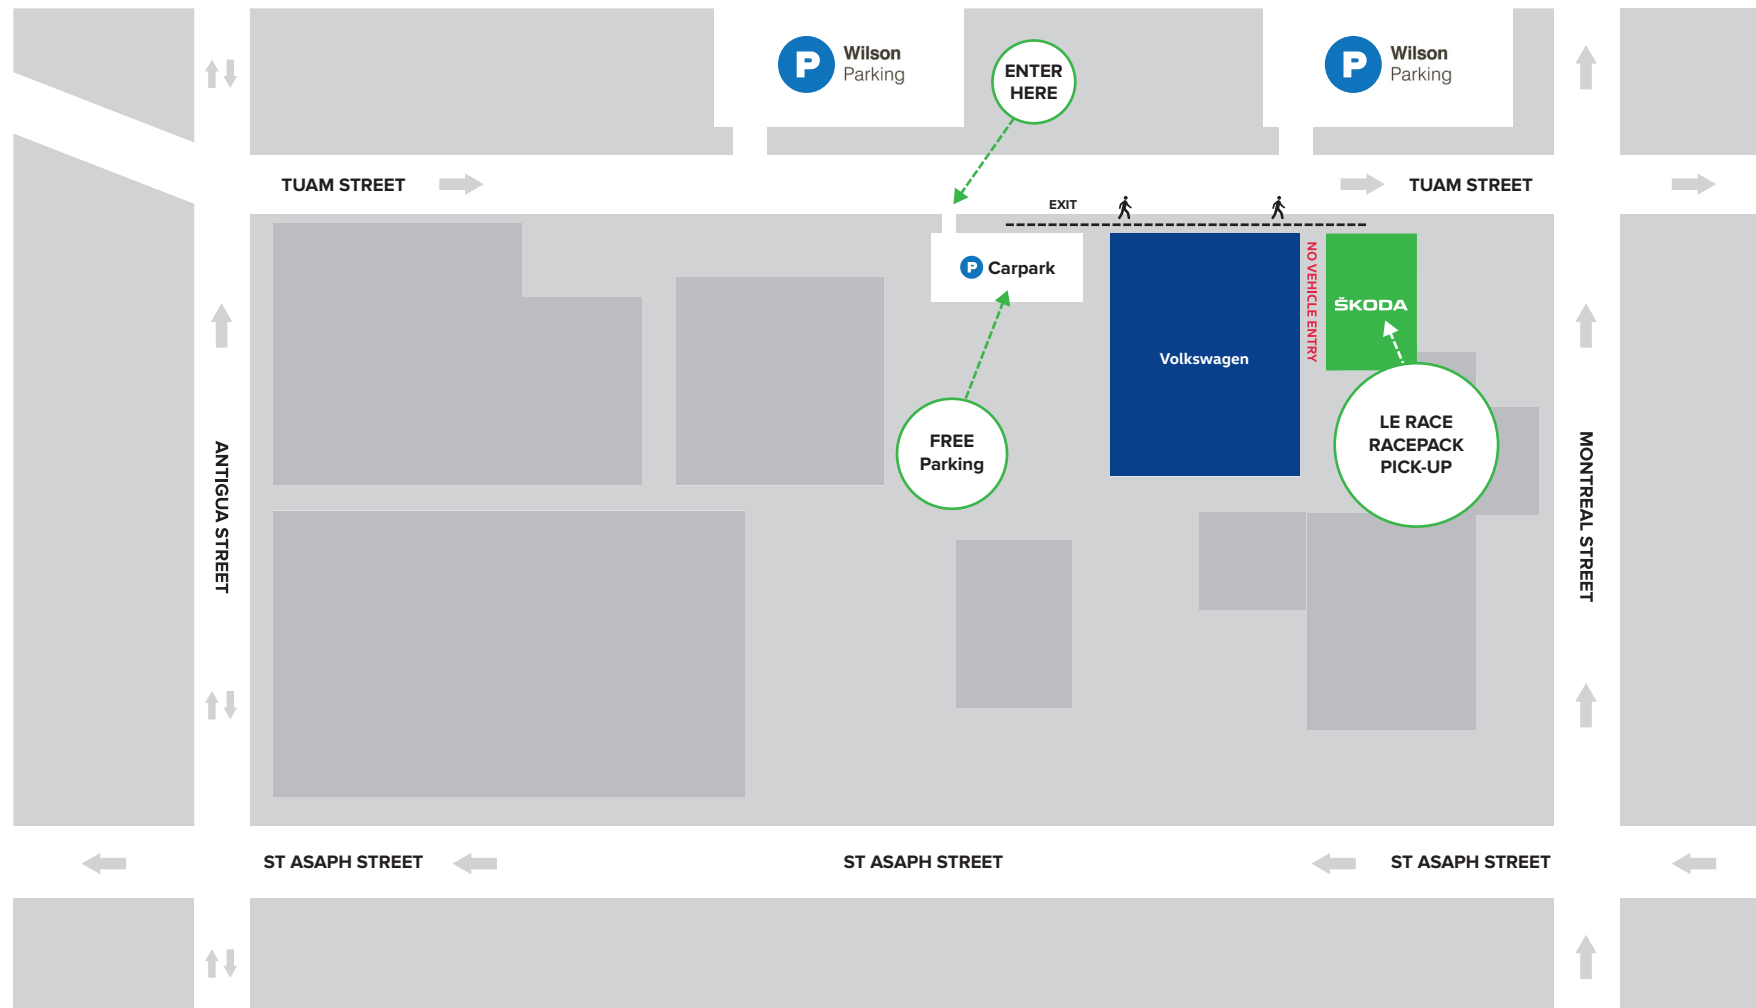 P Wilson
Parking
P Wilson
Parking
ENTER
HERE
TUAM STREET
TUAM STREET
EXIT
P Carpark
NO VEHICLE ENTRY
ŠKODA
Volkswagen
FREE
Parking
LE RACE
RACEPACK
PICK-UP
ANTIGUA STREET
MONTREAL STREET
ST ASAPH STREET
ST ASAPH STREET
ST ASAPH STREET